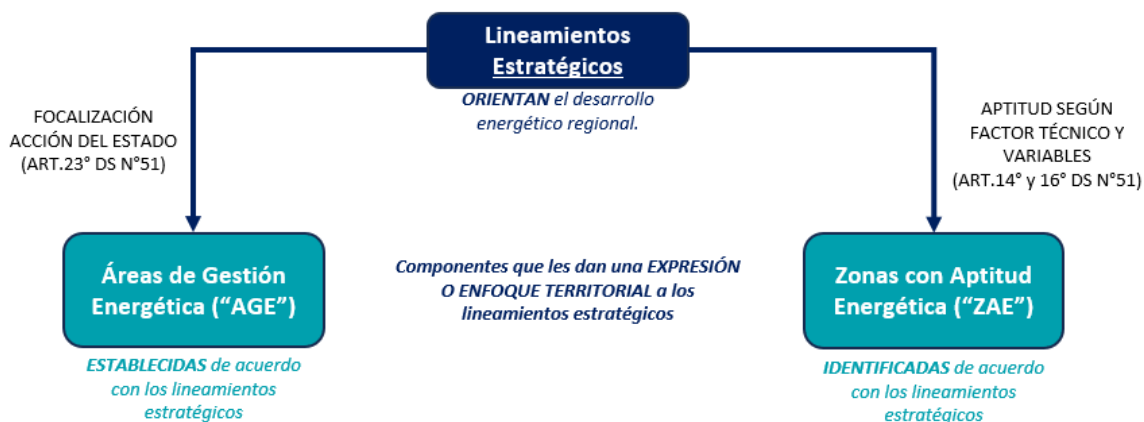 Lineamientos
Estratégicos
ORIENTAN el desarrollo
energético regional.
FOCALIZACIÓN
ACCIÓN DEL ESTADO
(ART.23° DS N°51)
APTITUD SEGÚN
FACTOR TÉCNICO Y
VARIABLES
(ART.14° y 16° DS N°51)
Áreas de Gestión
Energética (“AGE”)
ESTABLECIDAS de acuerdo
con los lineamientos
estratégicos
Componentes que les dan una EXPRESIÓN
O ENFOQUE TERRITORIAL a los
lineamientos estratégicos
Zonas con Aptitud
Energética (“ZAE”)
IDENTIFICADAS de acuerdo
con los lineamientos
estratégicos